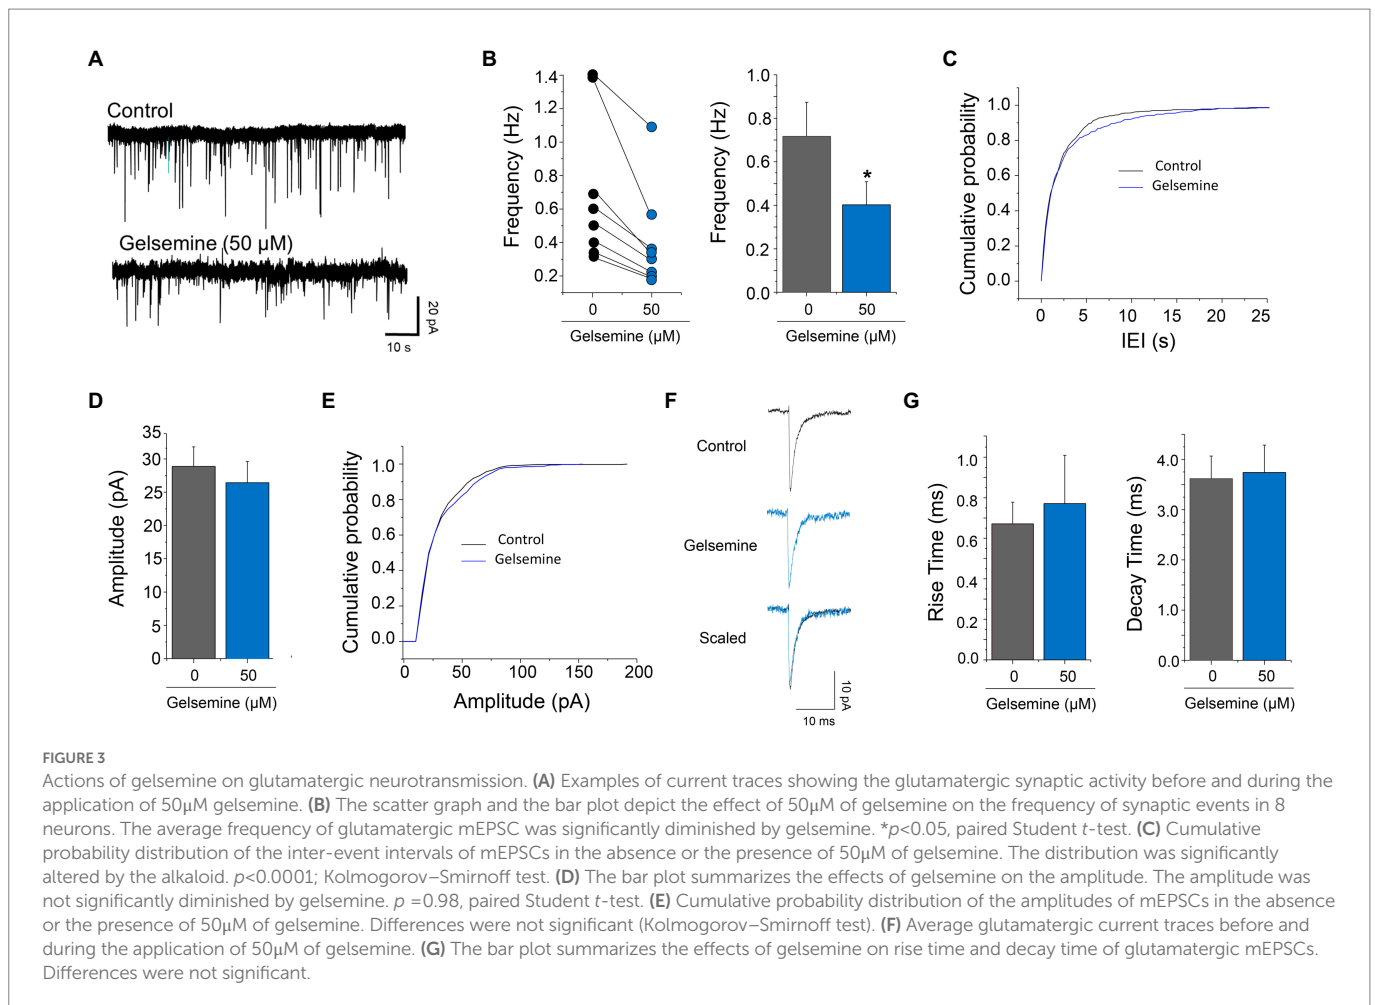 A
Control
Gelsemine (50 µM)
20 pA
10 s
B
Frequency (Hz)
1.4
1.2
1.0
0.8
0.6
0.4
0.2
0
50
Gelsemine (µM)
Frequency (Hz)
1.0
0.8
0.6
0.4
0.2
0.0
*
0
50
Gelsemine (µM)
C
Cumulative probability
1.0
0.8
0.6
0.4
0.2
0.0
Control
Gelsemine
0 5 10 15 20 25
IEI (s)
D
Amplitude (pA)
35
30
25
20
15
10
5
0
0
50
Gelsemine (µM)
E
Cumulative probability
1.0
0.8
0.6
0.4
0.2
0.0
Control
Gelsemine
0 50 100 150 200
Amplitude (pA)
F
Control
Gelsemine
Scaled
10 pA
10 ms
G
Rise Time (ms)
1.0
0.8
0.6
0.4
0.2
0.0
0
50
Gelsemine (µM)
Decay Time (ms)
4.0
3.0
2.0
1.0
0.0
0
50
Gelsemine (µM)
FIGURE 3
Actions of gelsemine on glutamatergic neurotransmission. (A) Examples of current traces showing the glutamatergic synaptic activity before and during the
application of 50µM gelsemine. (B) The scatter graph and the bar plot depict the effect of 50µM of gelsemine on the frequency of synaptic events in 8
neurons. The average frequency of glutamatergic mEPSC was significantly diminished by gelsemine. *p<0.05, paired Student t-test. (C) Cumulative
probability distribution of the inter-event intervals of mEPSCs in the absence or the presence of 50µM of gelsemine. The distribution was significantly
altered by the alkaloid. p<0.0001; Kolmogorov–Smirnoff test. (D) The bar plot summarizes the effects of gelsemine on the amplitude. The amplitude was
not significantly diminished by gelsemine. p =0.98, paired Student t-test. (E) Cumulative probability distribution of the amplitudes of mEPSCs in the absence
or the presence of 50µM of gelsemine. Differences were not significant (Kolmogorov–Smirnoff test). (F) Average glutamatergic current traces before and
during the application of 50µM of gelsemine. (G) The bar plot summarizes the effects of gelsemine on rise time and decay time of glutamatergic mEPSCs.
Differences were not significant.